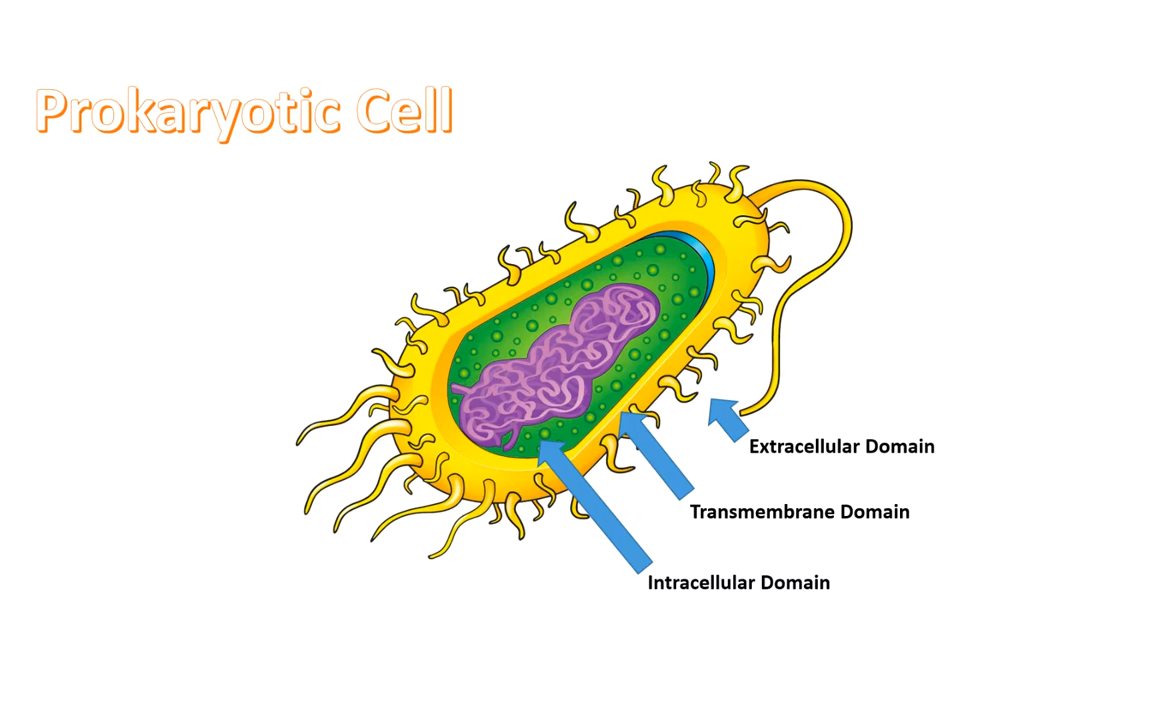 Prokaryotic Cell
Extracellular Domain
Transmembrane Domain
Intracellular Domain